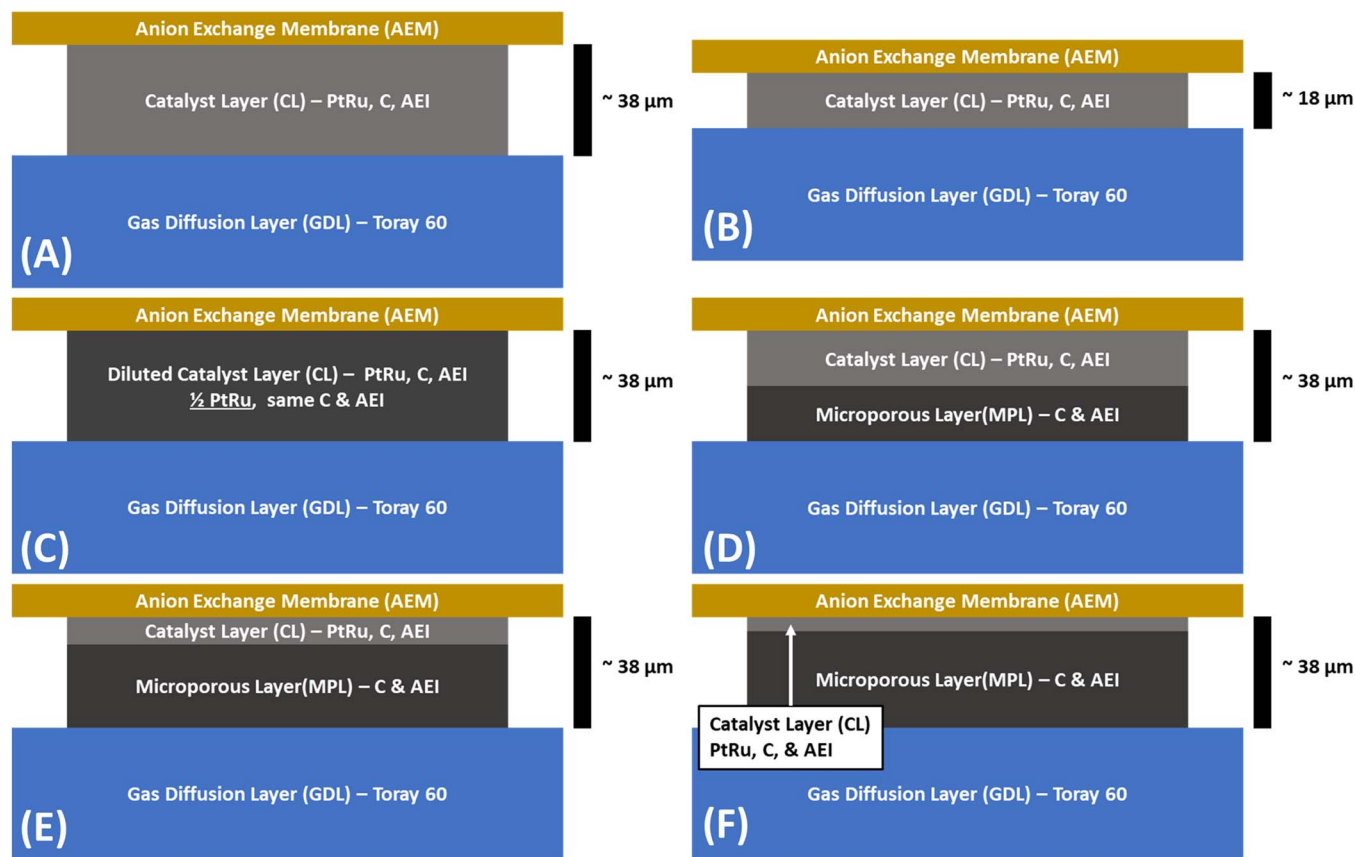 Anion Exchange Membrane (AEM)
Catalyst Layer (CL) – PtRu, C, AEI
~ 38 μm
Gas Diffusion Layer (GDL) – Toray 60
(A)
Anion Exchange Membrane (AEM)
Catalyst Layer (CL) – PtRu, C, AEI
~ 18 μm
Gas Diffusion Layer (GDL) – Toray 60
(B)
Anion Exchange Membrane (AEM)
Diluted Catalyst Layer (CL) – PtRu, C, AEI
½ PtRu, same C & AEI
~ 38 μm
Gas Diffusion Layer (GDL) – Toray 60
(C)
Anion Exchange Membrane (AEM)
Catalyst Layer (CL) – PtRu, C, AEI
~ 38 μm
Microporous Layer(MPL) – C & AEI
Gas Diffusion Layer (GDL) – Toray 60
(D)
Anion Exchange Membrane (AEM)
Catalyst Layer (CL) – PtRu, C, AEI
~ 38 μm
Microporous Layer(MPL) – C & AEI
Gas Diffusion Layer (GDL) – Toray 60
(E)
Anion Exchange Membrane (AEM)
~ 38 μm
Microporous Layer(MPL) – C & AEI
Catalyst Layer (CL)
PtRu, C, & AEI
Gas Diffusion Layer (GDL) – Toray 60
(F)